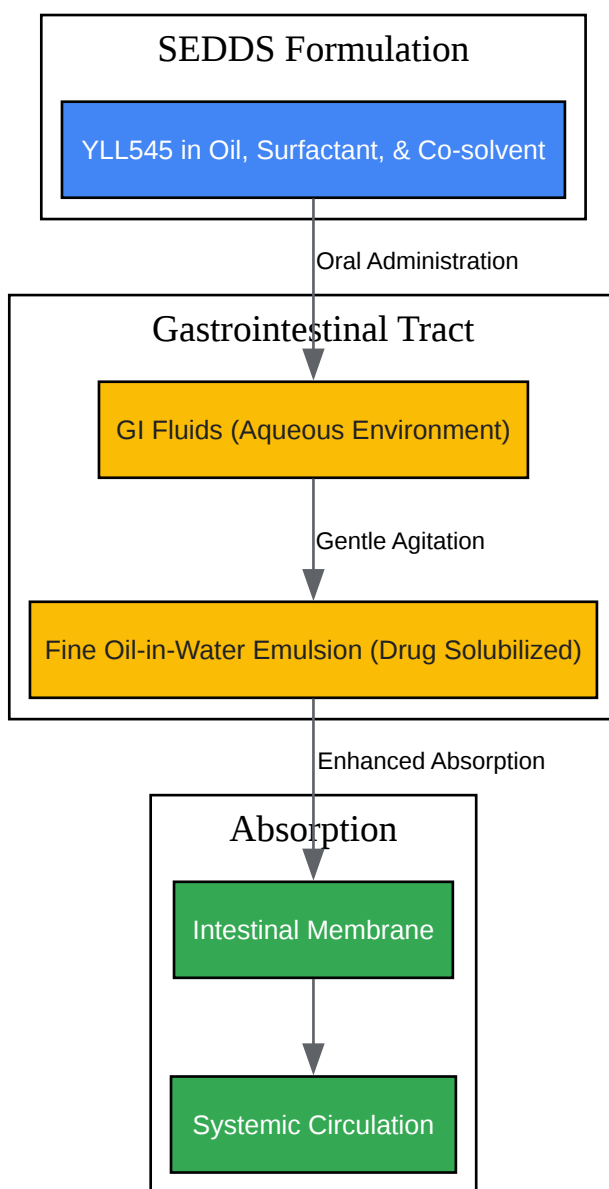 SEDDS Formulation
YLL545 in Oil, Surfactant, & Co-solvent
Oral Administration
Gastrointestinal Tract
GI Fluids (Aqueous Environment)
Gentle Agitation
Fine Oil-in-Water Emulsion (Drug Solubilized)
Enhanced Absorption
Absorption
Intestinal Membrane
Systemic Circulation